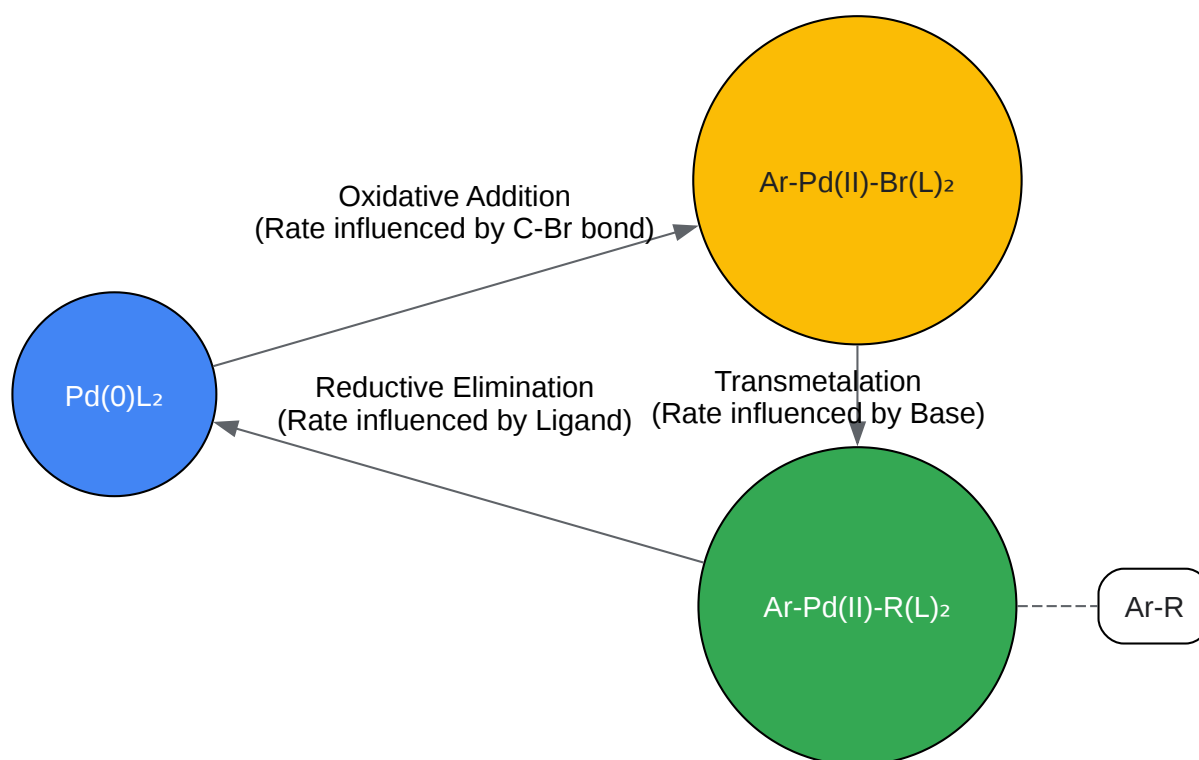 Ar-Pd(II)-Br(L)₂
Oxidative Addition
(Rate influenced by C-Br bond)
Pd(0)L₂
Reductive Elimination
(Rate influenced by Ligand)
Transmetalation
(Rate influenced by Base)
Ar-Pd(II)-R(L)₂
Ar-R